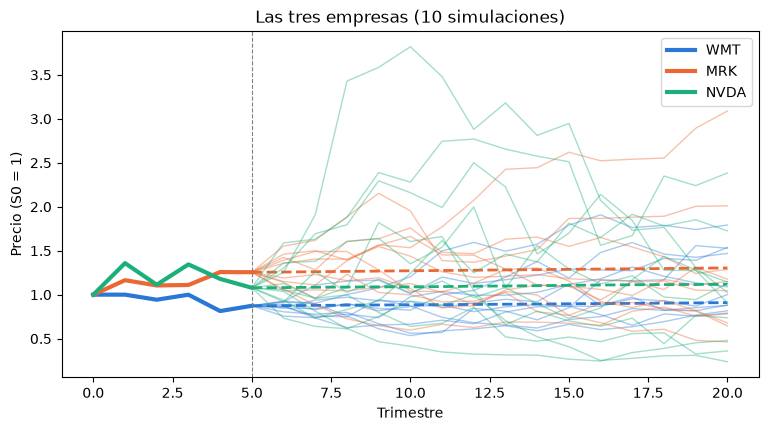 Las tres empresas (10 simulaciones)
WMT
MRK
NVDA
Precio (S0 = 1)
3.5
3.0
2.5
2.0
1.5
1.0
0.5
0.0
2.5
5.0
7.5
10.0
12.5
15.0
17.5
20.0
Trimestre